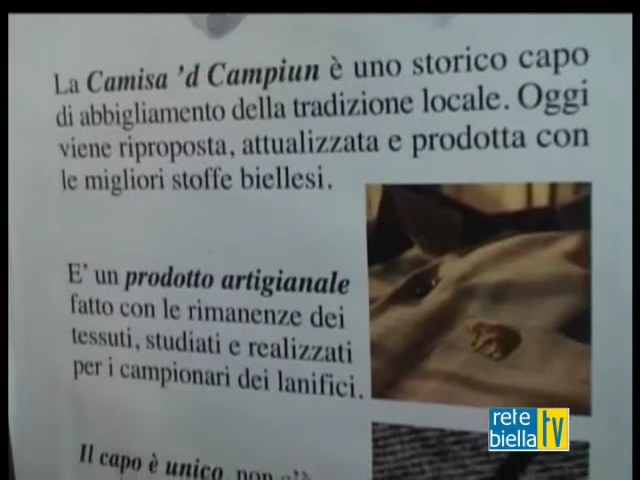 La Camisa 'd Campiun è uno storico capo
di abbigliamento della tradizione locale. Oggi
viene riproposta, attualizzata e prodotta con
le migliori stoffe biellesi.
E' un prodotto artigianale
fatto con le rimanenze dei
tessuti, studiati e realizzati
per i campionari dei lanifici.
Il capo è unico, non c'è
rete
biella tv